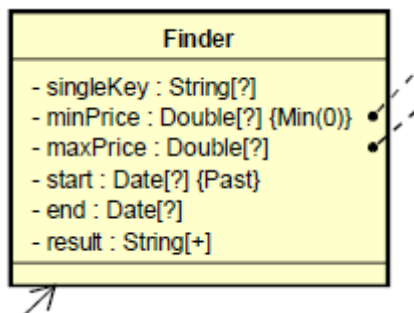 Finder
- singleKey : String[?]
- minPrice : Double[?] {Min(0)}
- maxPrice : Double[?]
- start : Date[?] {Past}
- end : Date[?]
- result : String[+]